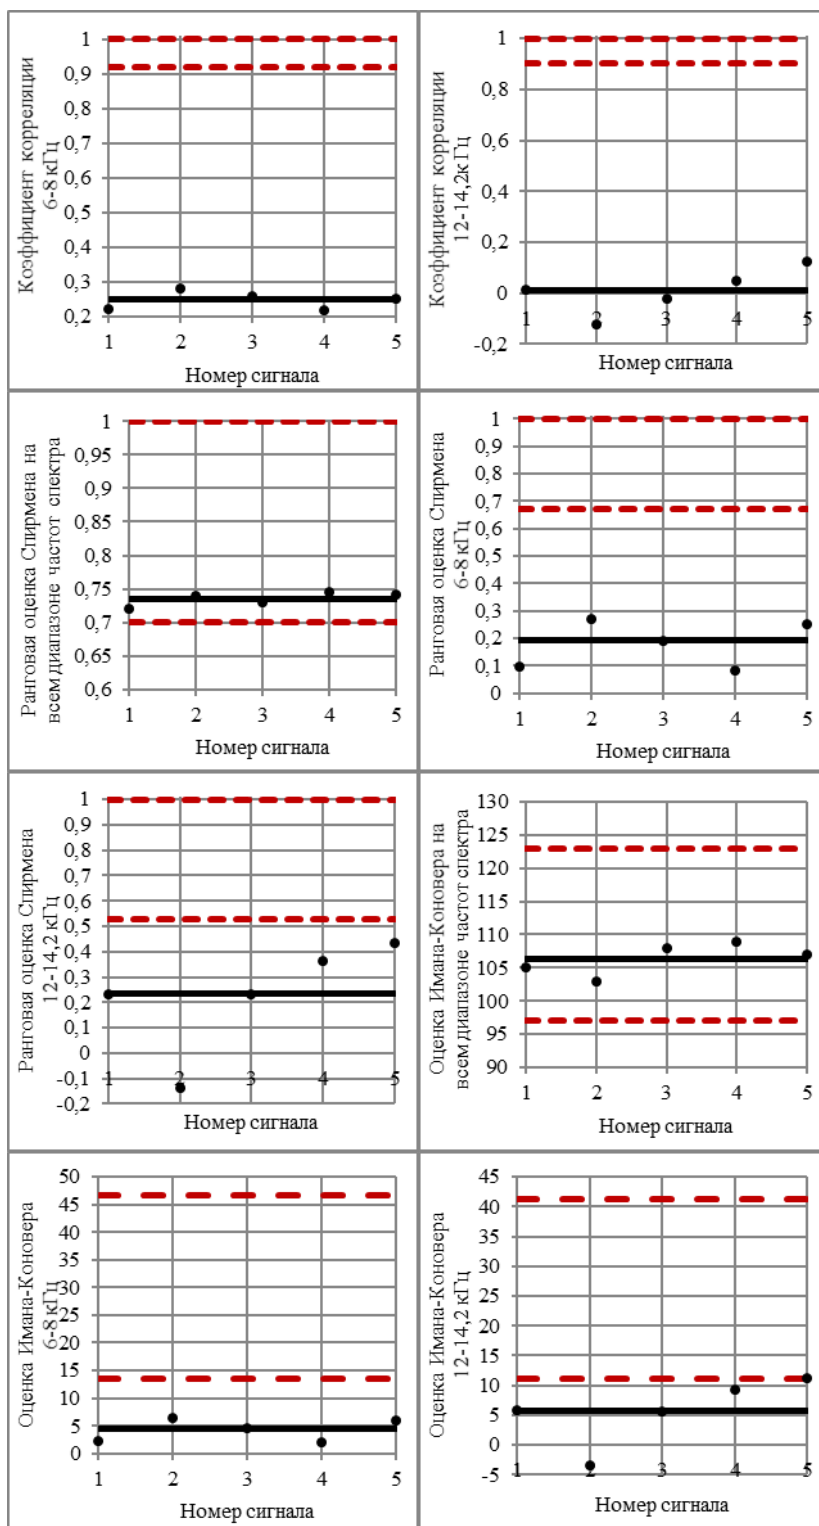 Коэффициент корреляции
6-8 кГц
1
0,9
0,8
0,7
0,6
0,5
0,4
0,3
0,2
1 2 3 4 5
Номер сигнала
Коэффициент корреляции
12-14,2кГц
1
0,8
0,6
0,4
0,2
0
-0,2
1 2 3 4 5
Номер сигнала
Ранговая оценка Спирмена на
всем диапазоне частот спектра
1
0,95
0,9
0,85
0,8
0,75
0,7
0,65
0,6
1 2 3 4 5
Номер сигнала
Ранговая оценка Спирмена
6-8 кГц
1
0,9
0,8
0,7
0,6
0,5
0,4
0,3
0,2
0,1
0
1 2 3 4 5
Номер сигнала
Ранговая оценка Спирмена
12-14,2 кГц
1
0,9
0,8
0,7
0,6
0,5
0,4
0,3
0,2
0,1
0
-0,1
-0,2
1 2 3 4 5
Номер сигнала
Оценка Имана-Коновера на
всем диапазоне частот спектра
130
125
120
115
110
105
100
95
90
1 2 3 4 5
Номер сигнала
Оценка Имана-Коновера
6-8 кГц
50
45
40
35
30
25
20
15
10
5
0
1 2 3 4 5
Номер сигнала
Оценка Имана-Коновера
12-14,2 кГц
45
40
35
30
25
20
15
10
5
0
-5
1 2 3 4 5
Номер сигнала